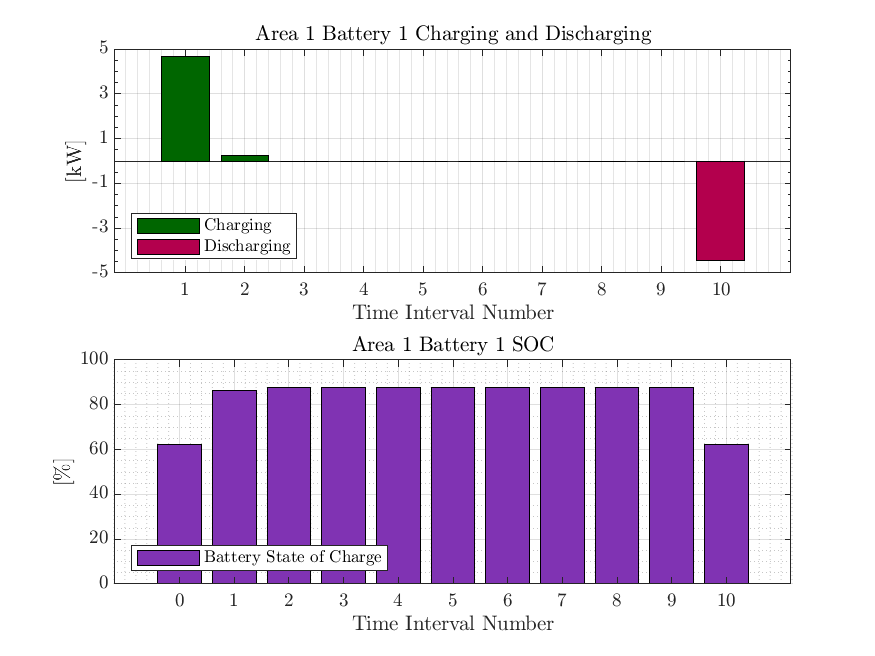 Area 1 Battery 1 Charging and Discharging
5
3
1
-1
-3
-5
[kW]
Charging
Discharging
1 2 3 4 5 6 7 8 9 10
Time Interval Number
Area 1 Battery 1 SOC
100
80
60
40
20
0
[%]
Battery State of Charge
0 1 2 3 4 5 6 7 8 9 10
Time Interval Number